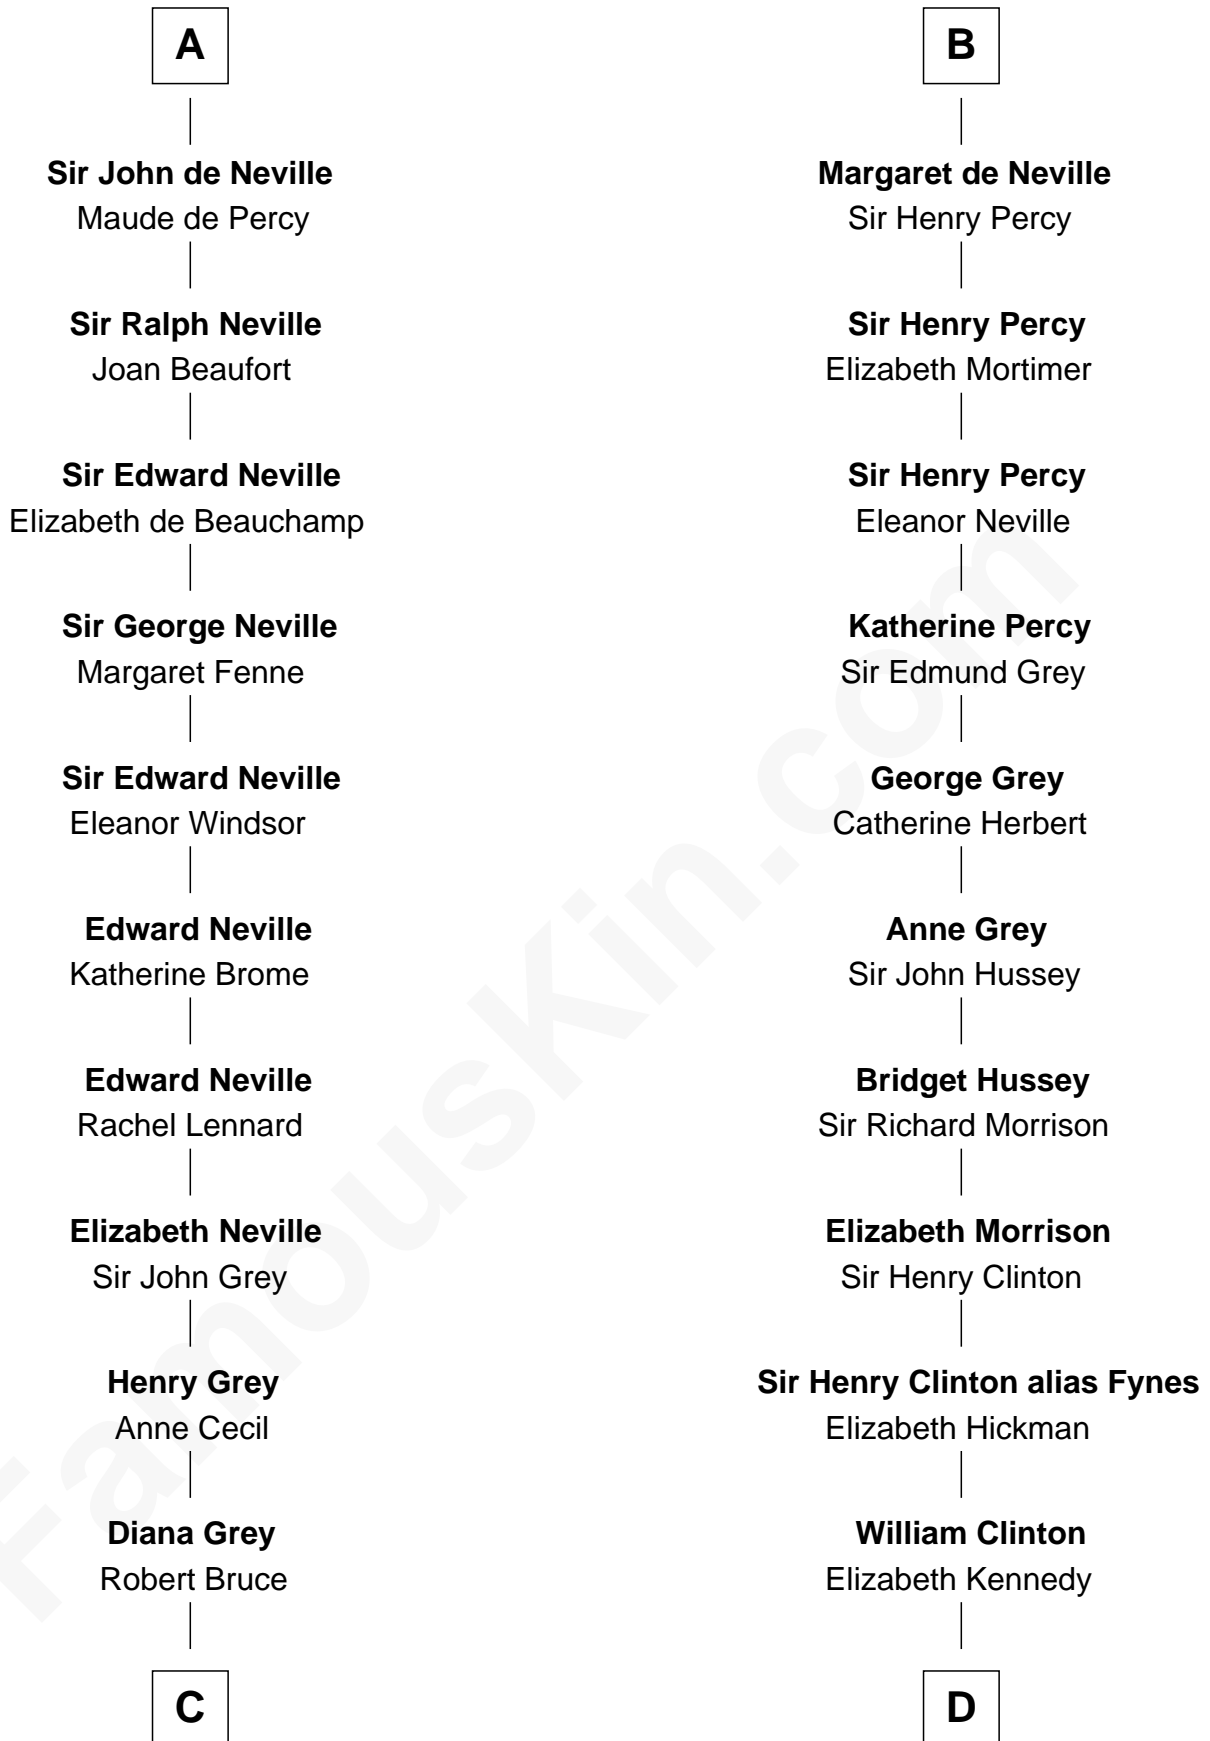 A
Sir John de Neville
Maude de Percy
Sir Ralph Neville
Joan Beaufort
Sir Edward Neville
Elizabeth de Beauchamp
Sir George Neville
Margaret Fenne
Sir Edward Neville
Eleanor Windsor
Edward Neville
Katherine Brome
Edward Neville
Rachel Lennard
Elizabeth Neville
Sir John Grey
Henry Grey
Anne Cecil
Diana Grey
Robert Bruce
C
B
Margaret de Neville
Sir Henry Percy
Sir Henry Percy
Elizabeth Mortimer
Sir Henry Percy
Eleanor Neville
Katherine Percy
Sir Edmund Grey
George Grey
Catherine Herbert
Anne Grey
Sir John Hussey
Bridget Hussey
Sir Richard Morrison
Elizabeth Morrison
Sir Henry Clinton
Sir Henry Clinton alias Fynes
Elizabeth Hickman
William Clinton
Elizabeth Kennedy
D
FamousKin.com